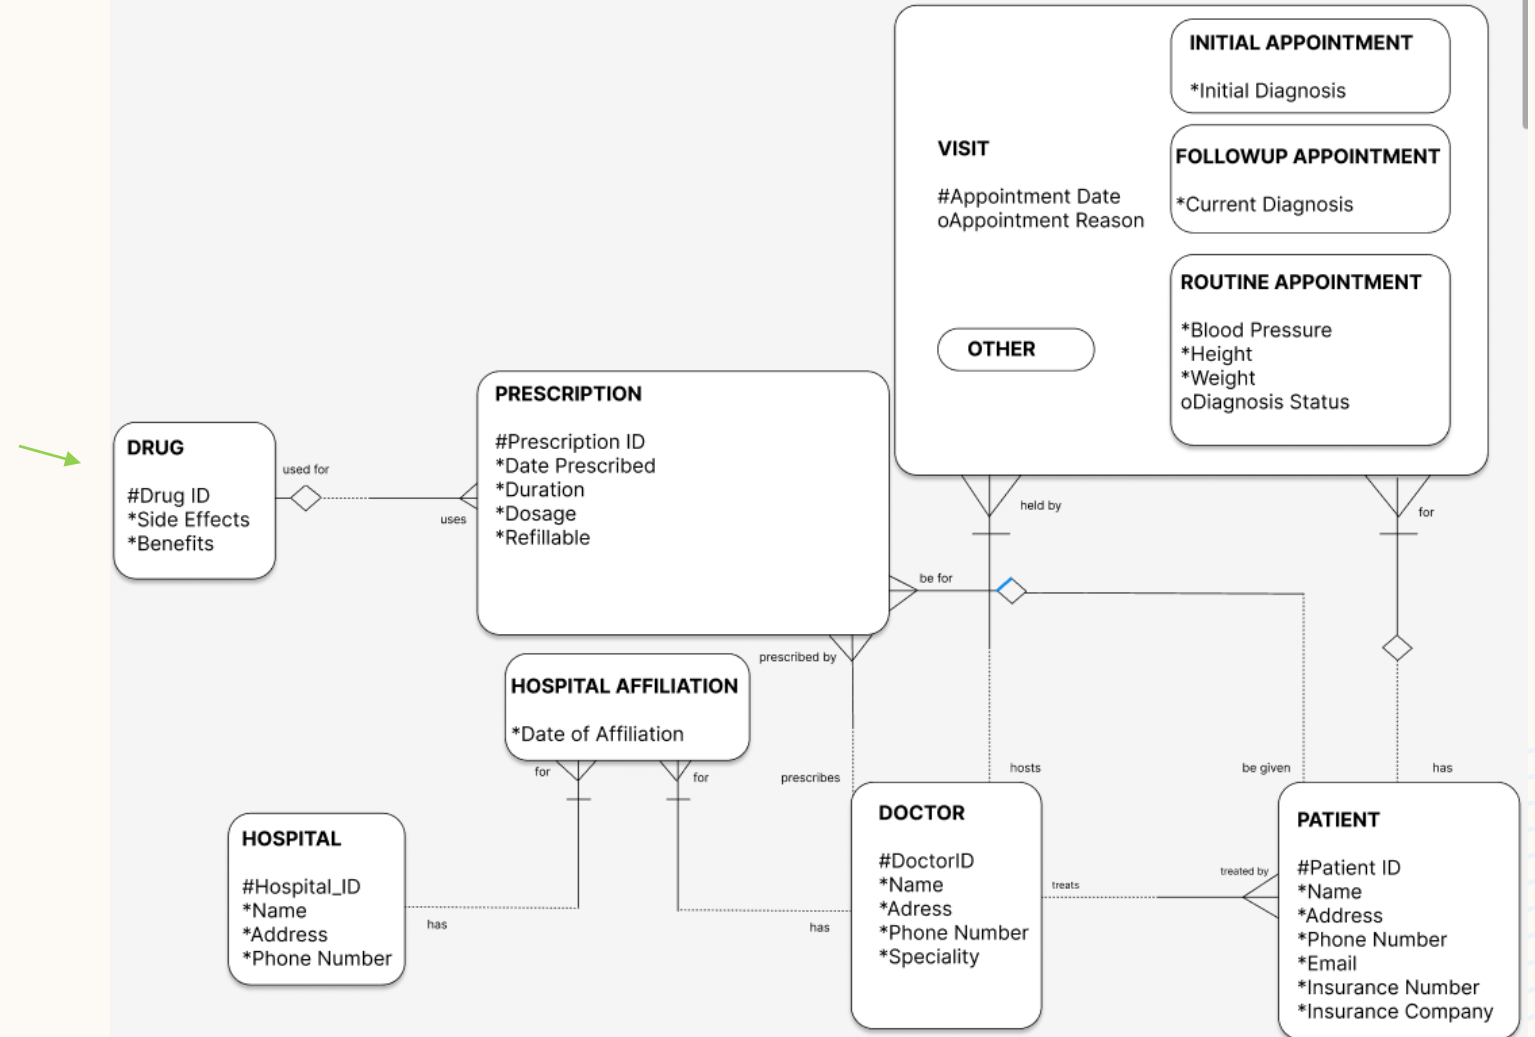 INITIAL APPOINTMENT
*Initial Diagnosis
VISIT
#Appointment Date
oAppointment Reason
FOLLOWUP APPOINTMENT
*Current Diagnosis
ROUTINE APPOINTMENT
*Blood Pressure
*Height
*Weight
oDiagnosis Status
OTHER
PRESCRIPTION
#Prescription ID
*Date Prescribed
*Duration
*Dosage
*Refillable
DRUG
#Drug ID
*Side Effects
*Benefits
used for
uses
held by
for
be for
prescribed by
HOSPITAL AFFILIATION
*Date of Affiliation
for
for
prescribes
hosts
be given
has
HOSPITAL
#Hospital_ID
*Name
*Address
*Phone Number
has
has
DOCTOR
#DoctorID
*Name
*Adress
*Phone Number
*Speciality
treats
treated by
PATIENT
#Patient ID
*Name
*Address
*Phone Number
*Email
*Insurance Number
*Insurance Company